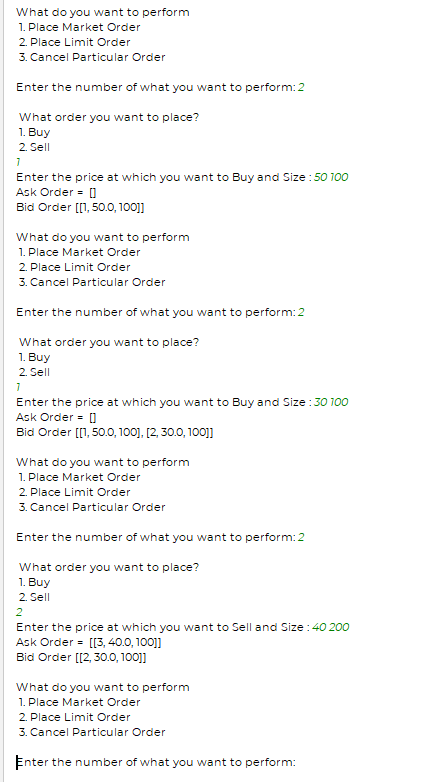 What do you want to perform
1. Place Market Order
2. Place Limit Order
3. Cancel Particular Order
Enter the number of what you want to perform: 2
What order you want to place?
1. Buy
2. Sell
1
Enter the price at which you want to Buy and Size : 50 100
Ask Order = []
Bid Order [[1, 50.0, 100]]
What do you want to perform
1. Place Market Order
2. Place Limit Order
3. Cancel Particular Order
Enter the number of what you want to perform: 2
What order you want to place?
1. Buy
2. Sell
1
Enter the price at which you want to Buy and Size : 30 100
Ask Order = []
Bid Order [[1, 50.0, 100], [2, 30.0, 100]]
What do you want to perform
1. Place Market Order
2. Place Limit Order
3. Cancel Particular Order
Enter the number of what you want to perform: 2
What order you want to place?
1. Buy
2. Sell
2
Enter the price at which you want to Sell and Size : 40 200
Ask Order = [[3, 40.0, 100]]
Bid Order [[2, 30.0, 100]]
What do you want to perform
1. Place Market Order
2. Place Limit Order
3. Cancel Particular Order
Enter the number of what you want to perform: